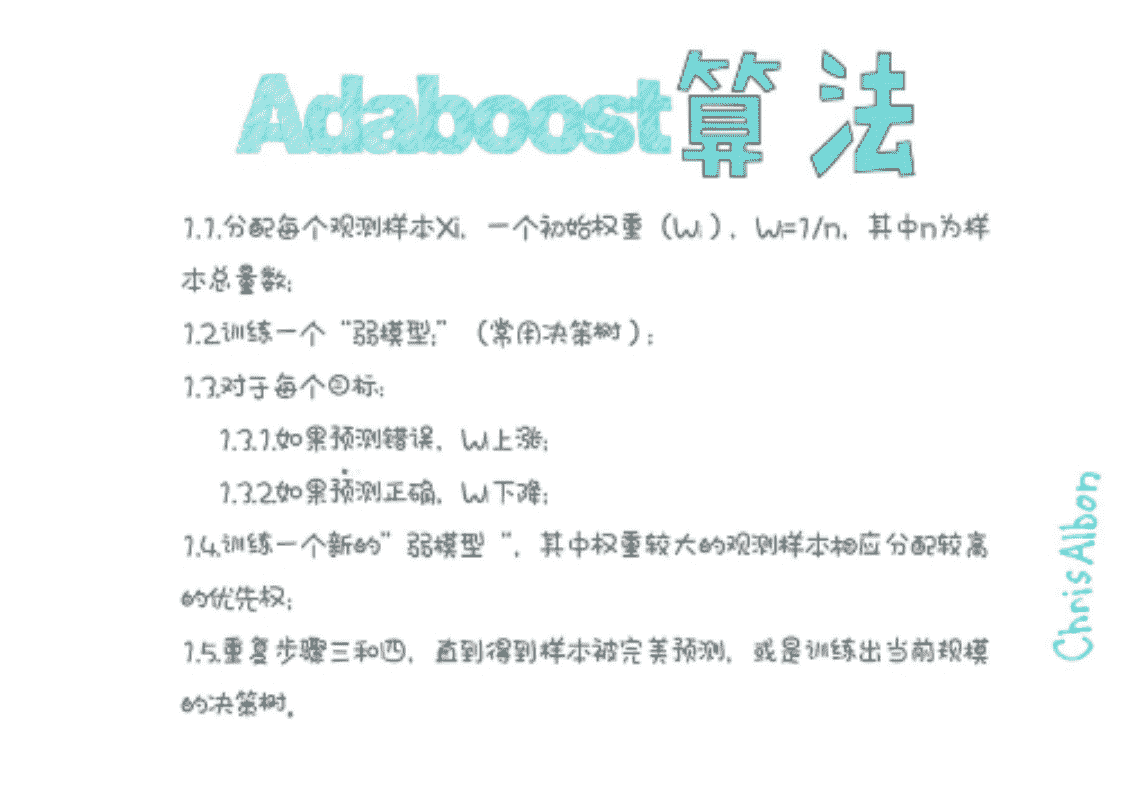 Adaboost算法
1.1.分配每个观测样本Xi，一个初始权重（Wi），Wi=1/n，其中n为样
本总量数；
1.2训练一个“弱模型；”（常用决策树）；
1.3.对于每个目标：
1.3.1.如果预测错误，Wi上涨；
1.3.2如果预测正确，Wi下降；
1.4.训练一个新的”弱模型“，其中权重较大的观测样本相应分配较高
的优先权；
1.5.重复步骤三和四，直到得到样本被完美预测，或是训练出当前规模
的决策树。
ChrisAlbon